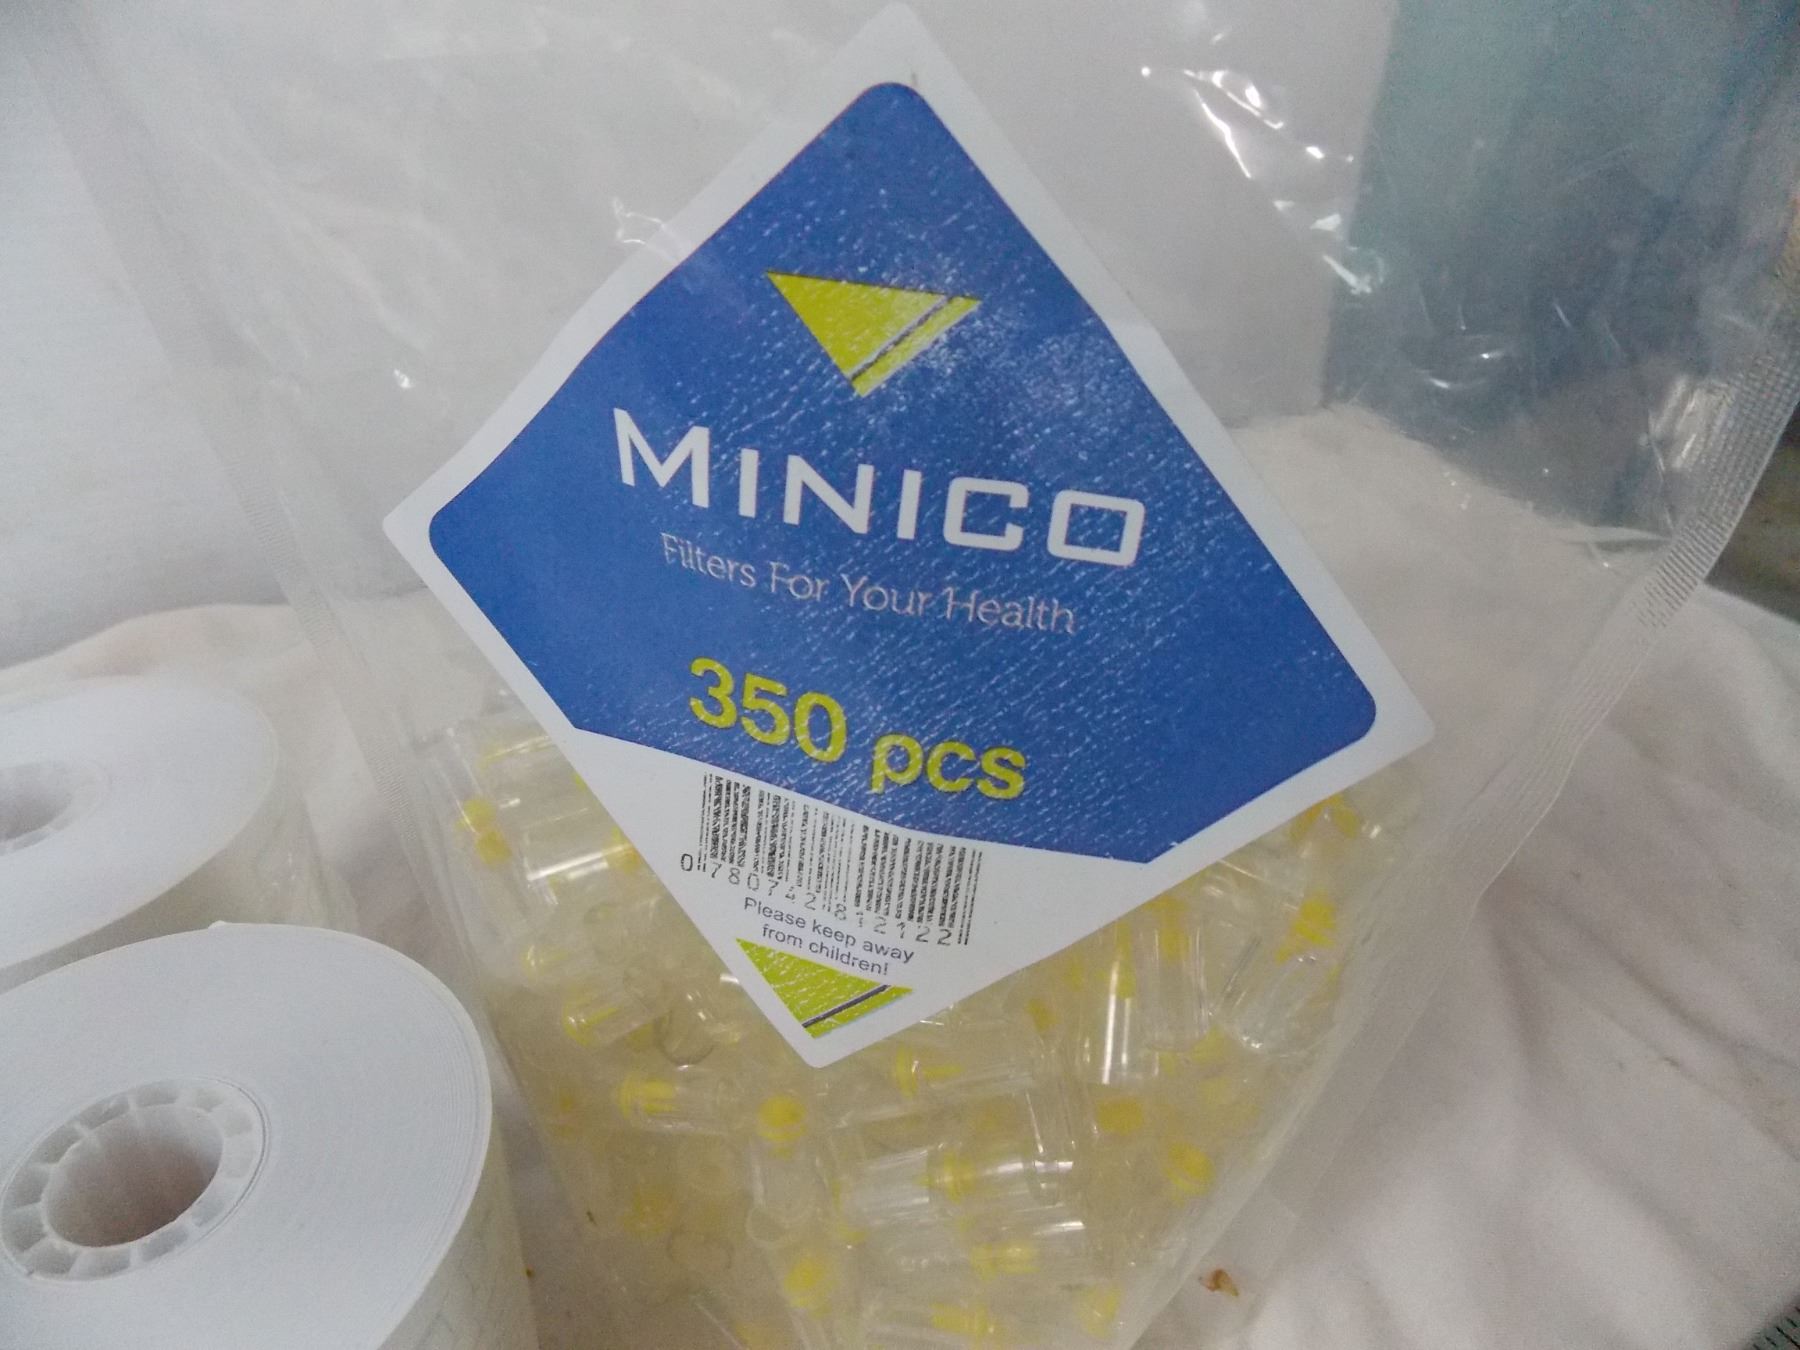 MINICO
Filters For Your Health
350 pcs
Please keep away
from children!